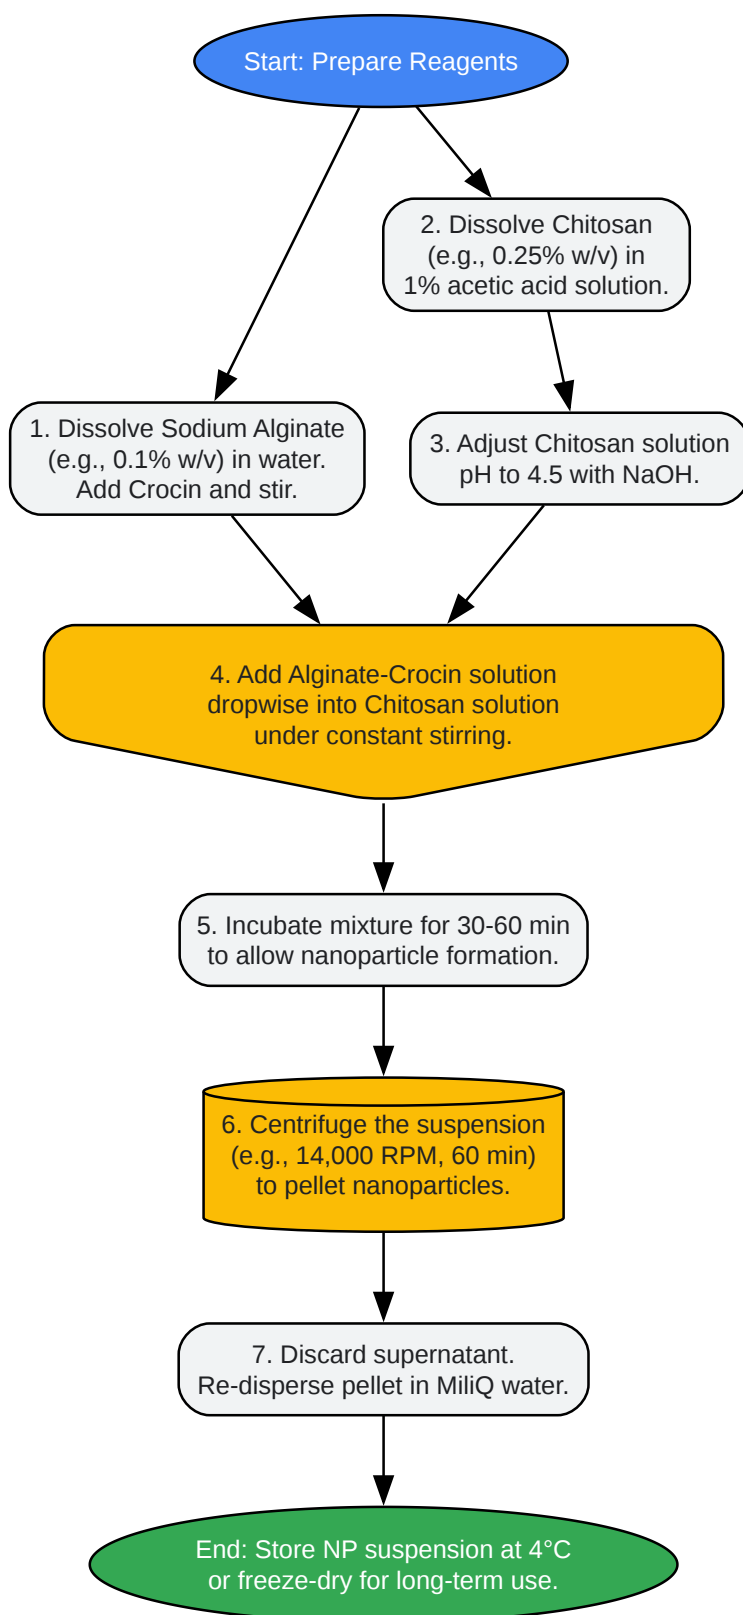 Start: Prepare Reagents
2. Dissolve Chitosan
(e.g., 0.25% w/v) in
1% acetic acid solution.
1. Dissolve Sodium Alginate
(e.g., 0.1% w/v) in water.
Add Crocin and stir.
3. Adjust Chitosan solution
pH to 4.5 with NaOH.
4. Add Alginate-Crocin solution
dropwise into Chitosan solution
under constant stirring.
5. Incubate mixture for 30-60 min
to allow nanoparticle formation.
6. Centrifuge the suspension
(e.g., 14,000 RPM, 60 min)
to pellet nanoparticles.
7. Discard supernatant.
Re-disperse pellet in MiliQ water.
End: Store NP suspension at 4°C
or freeze-dry for long-term use.